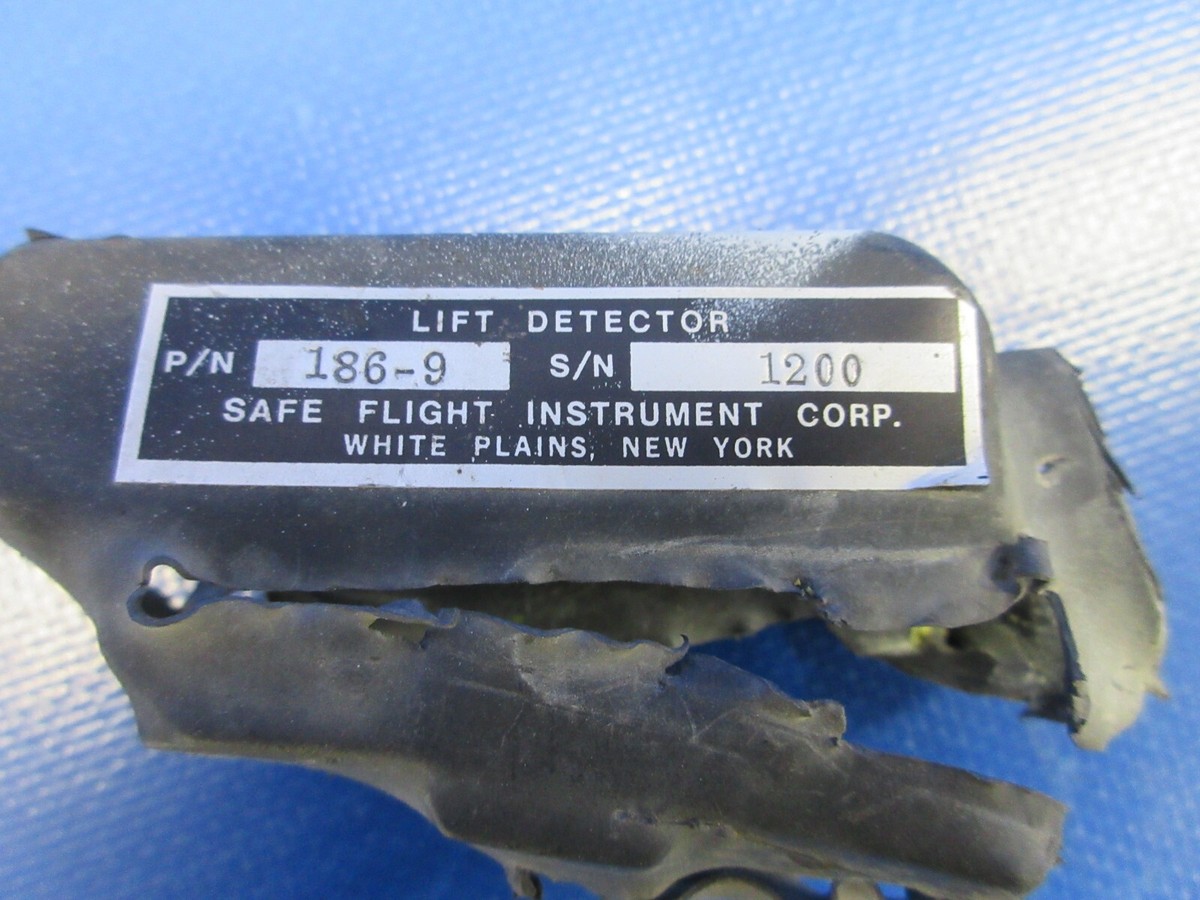 LIFT DETECTOR
P/N 186-9 S/N 1200
SAFE FLIGHT INSTRUMENT CORP.
WHITE PLAINS, NEW YORK